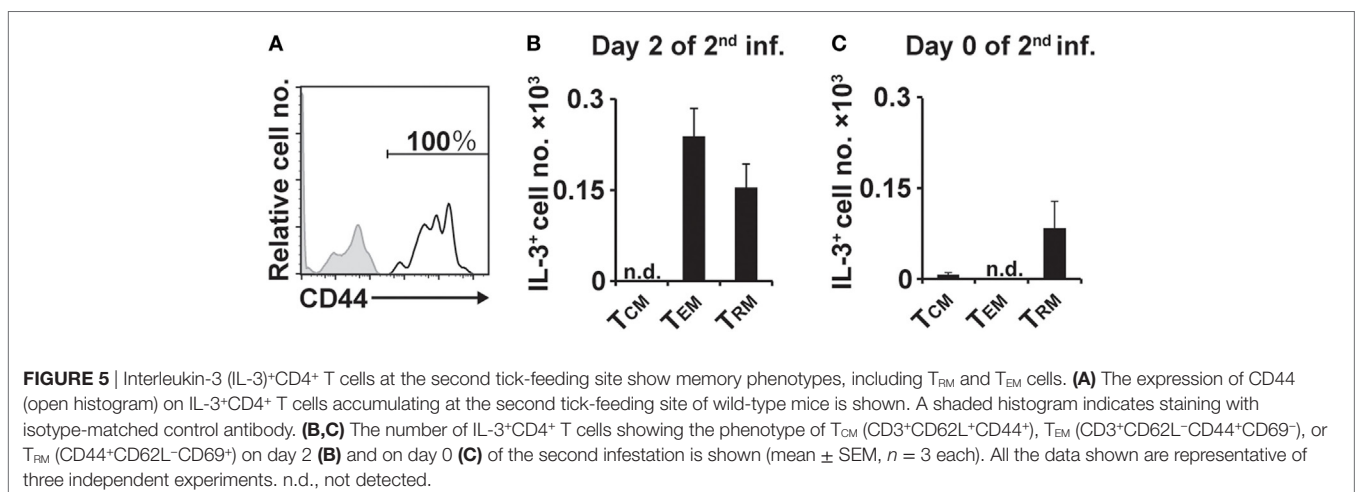 A
Relative cell no.
100%
CD44
B Day 2 of 2nd inf.
IL-3+ cell no. ×10³
0.3
0.15
0
n.d.
TCM
TEM
TRM
C Day 0 of 2nd inf.
IL-3+ cell no. ×10³
0.3
0.15
0
n.d.
TCM
TEM
TRM
FIGURE 5 | Interleukin-3 (IL-3)+CD4+ T cells at the second tick-feeding site show memory phenotypes, including TRM and TEM cells. (A) The expression of CD44
(open histogram) on IL-3+CD4+ T cells accumulating at the second tick-feeding site of wild-type mice is shown. A shaded histogram indicates staining with
isotype-matched control antibody. (B,C) The number of IL-3+CD4+ T cells showing the phenotype of TCM (CD3+CD62L+CD44+), TEM (CD3+CD62L−CD44+CD69−), or
TRM (CD44+CD62L−CD69+) on day 2 (B) and on day 0 (C) of the second infestation is shown (mean ± SEM, n = 3 each). All the data shown are representative of
three independent experiments. n.d., not detected.